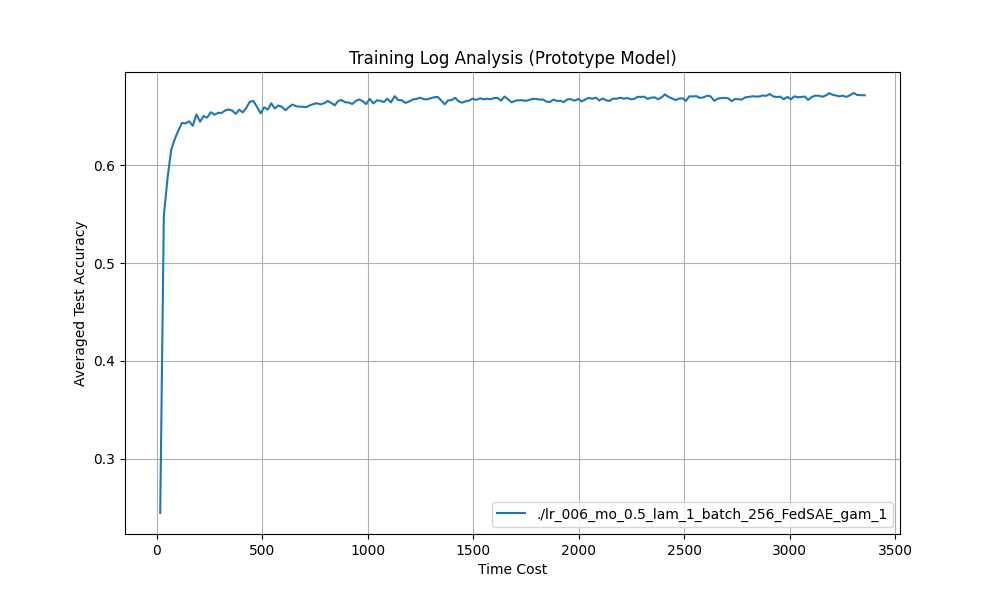 Training Log Analysis (Prototype Model)
Averaged Test Accuracy
0.6
0.5
0.4
0.3
./lr_006_mo_0.5_lam_1_batch_256_FedSAE_gam_1
0 500 1000 1500 2000 2500 3000 3500
Time Cost